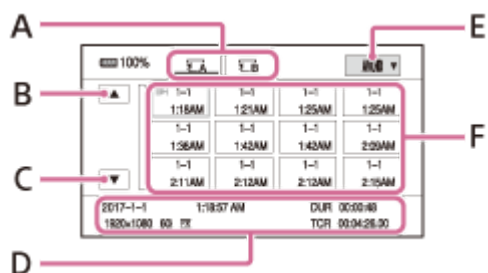 A
E
100%
A
B
B
▲
1-1 1-1 1-1 1-1
1:18AM 1:21AM 1:25AM 1:25AM
1-1 1-1 1-1 1-1
1:36AM 1:42AM 1:42AM 2:09AM
F
1-1 1-1 1-1 1-1
2:11AM 2:12AM 2:12AM 2:15AM
C
▼
2017-1-1 1:18:57 AM DUR 00:00:48
1920x1080 60 TCR 00:04:26.00
D